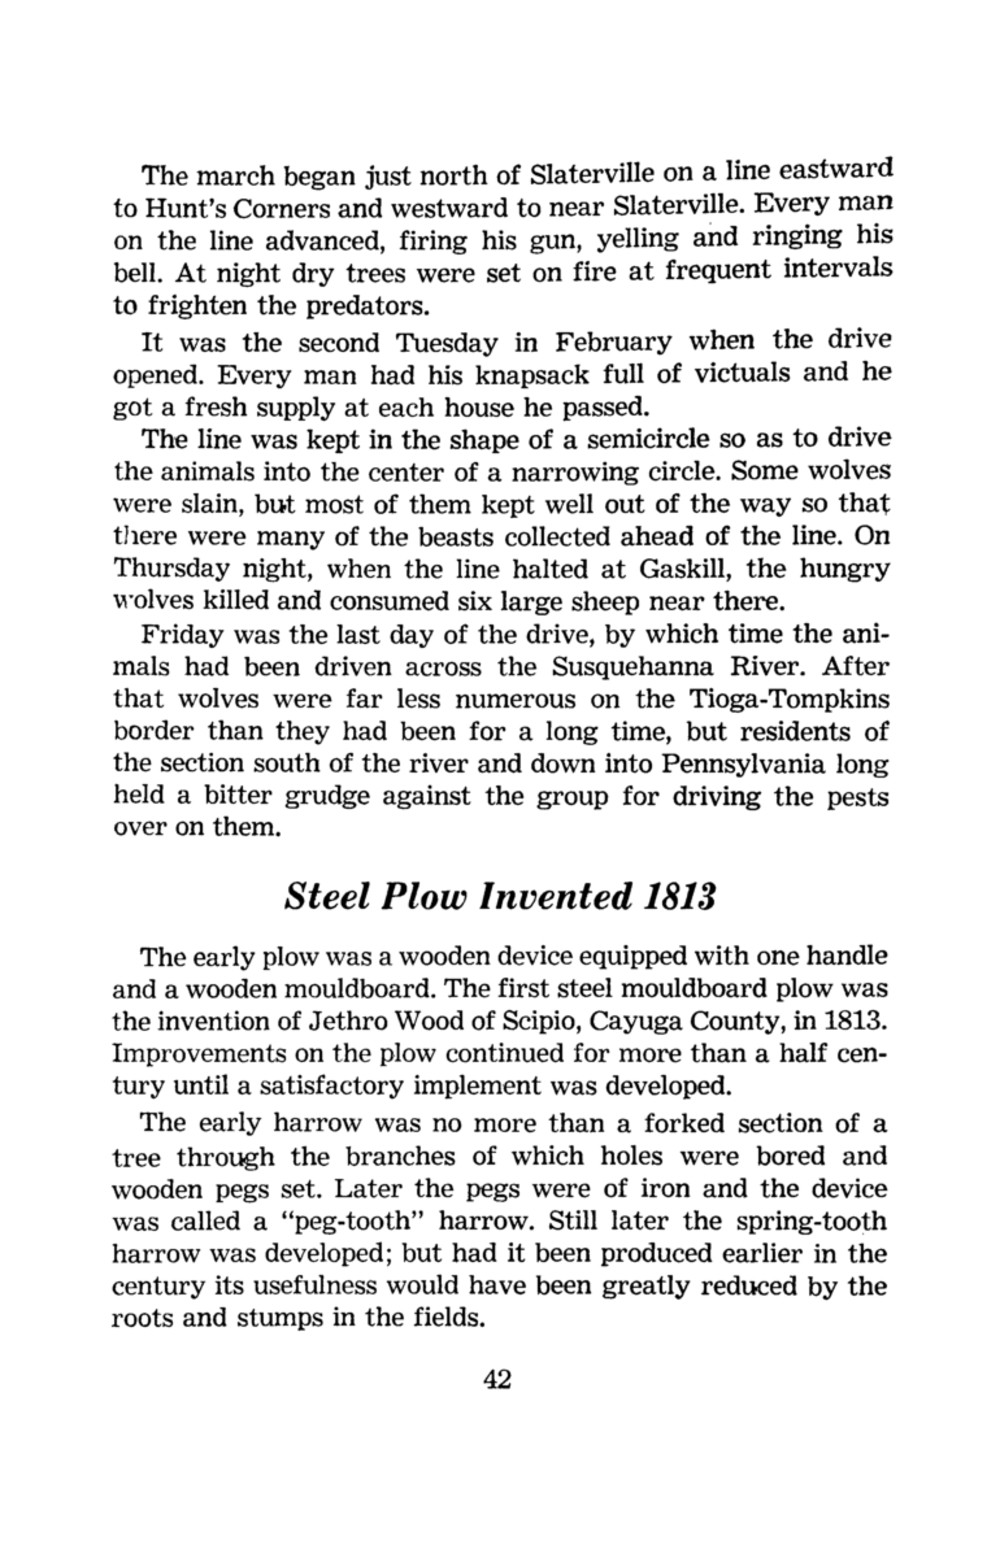 The march began just north of Slaterville on a line eastward
to Hunt's Corners and westward to near Slaterville. Every man
on the line advanced, firing his gun, yelling and ringing his
bell. At night dry trees were set on fire at frequent intervals
to frighten the predators.
It was the second Tuesday in February when the drive
opened. Every man had his knapsack full of victuals and he
got a fresh supply at each house he passed.
The line was kept in the shape of a semicircle so as to drive
the animals into the center of a narrowing circle. Some wolves
were slain, but most of them kept well out of the way so that
there were many of the beasts collected ahead of the line. On
Thursday night, when the line halted at Gaskill, the hungry
wolves killed and consumed six large sheep near there.
Friday was the last day of the drive, by which time the ani-
mals had been driven across the Susquehanna River. After
that wolves were far less numerous on the Tioga-Tompkins
border than they had been for a long time, but residents of
the section south of the river and down into Pennsylvania long
held a bitter grudge against the group for driving the pests
over on them.
Steel Plow Invented 1813
The early plow was a wooden device equipped with one handle
and a wooden mouldboard. The first steel mouldboard plow was
the invention of Jethro Wood of Scipio, Cayuga County, in 1813.
Improvements on the plow continued for more than a half cen-
tury until a satisfactory implement was developed.
The early harrow was no more than a forked section of a
tree through the branches of which holes were bored and
wooden pegs set. Later the pegs were of iron and the device
was called a “peg-tooth” harrow. Still later the spring-tooth
harrow was developed; but had it been produced earlier in the
century its usefulness would have been greatly reduced by the
roots and stumps in the fields.
42